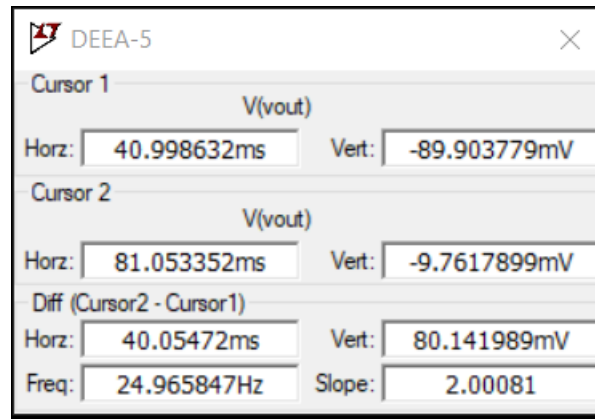 DEEA-5
Cursor 1
V(vout)
Horz: 40.998632ms Vert: -89.903779mV
Cursor 2
V(vout)
Horz: 81.053352ms Vert: -9.7617899mV
Diff (Cursor2 - Cursor1)
Horz: 40.05472ms Vert: 80.141989mV
Freq: 24.965847Hz Slope: 2.00081